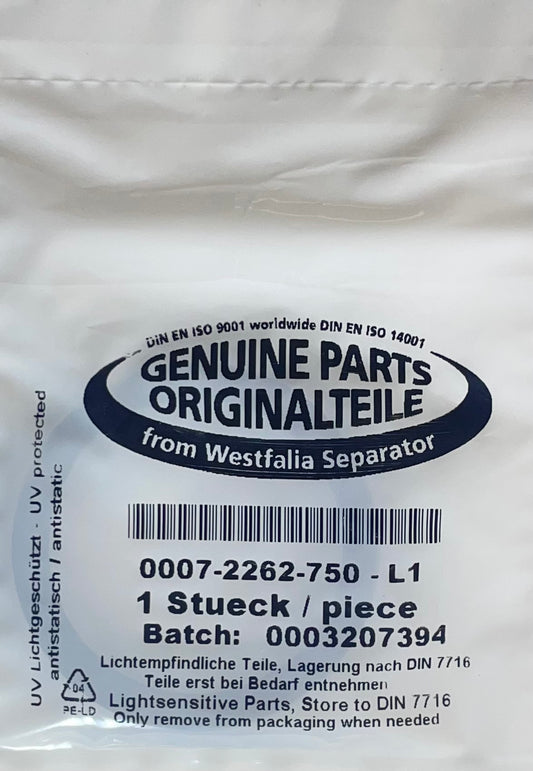 DIN EN ISO 9001 worldwide DIN EN ISO 14001
GENUINE PARTS
ORIGINALTEILE
from Westfalia Separator
0007-2262-750 - L1
1 Stueck / piece
Batch: 0003207394
Lichtempfindliche Teile, Lagerung nach DIN 7716
Teile erst bei Bedarf entnehmen
Lightsensitive Parts, Store to DIN 7716
Only remove from packaging when needed
UV Lichtgeschützt - UV protected
antistatisch / antistatic
04
PE-LD